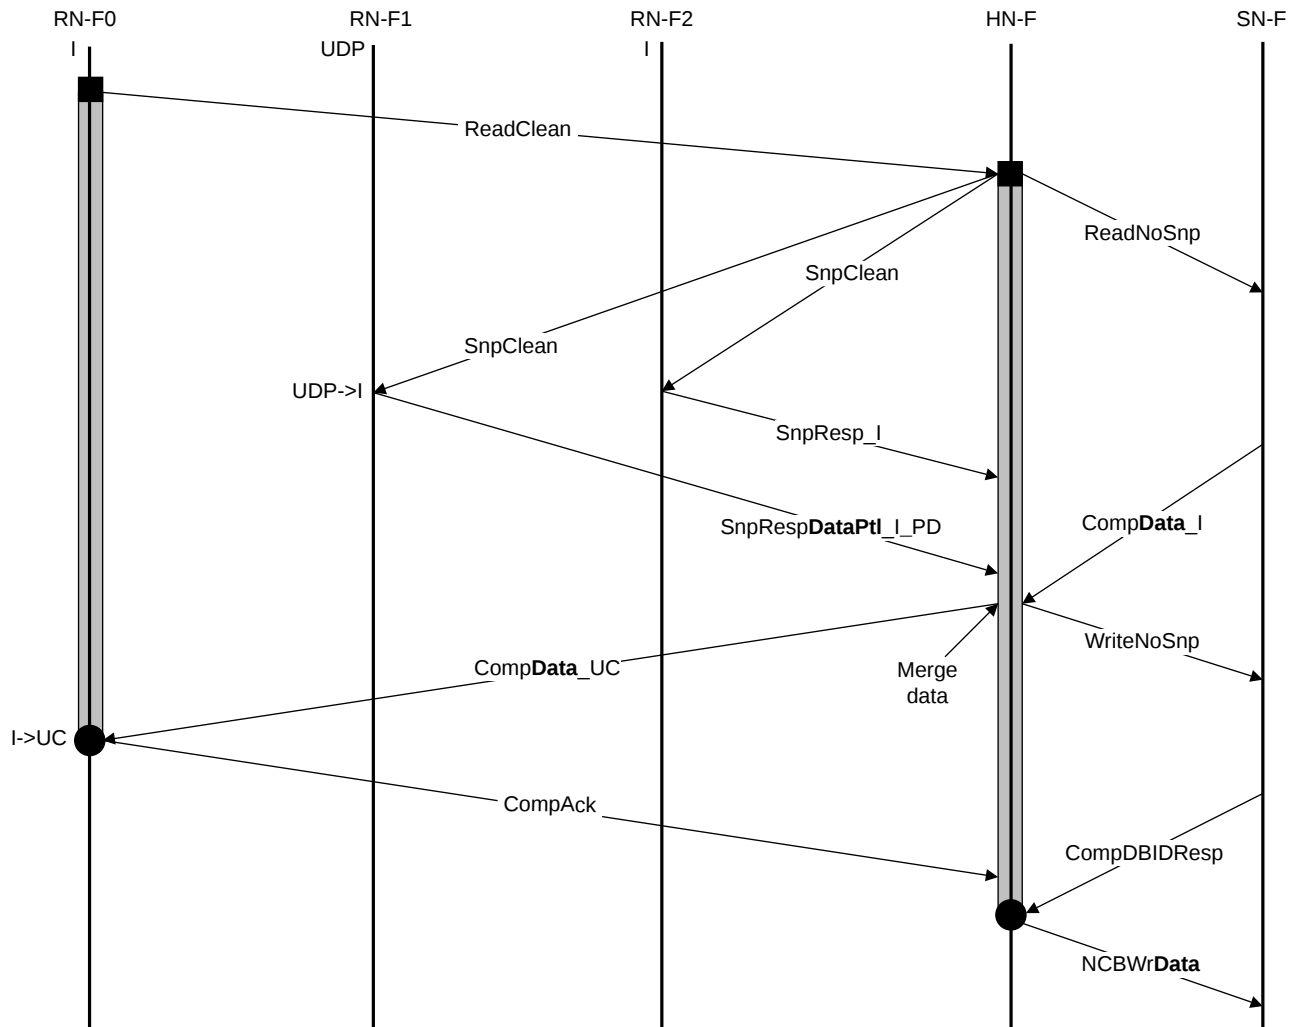 RN-F0
RN-F1
RN-F2
HN-F
SN-F
I
UDP
I
ReadClean
ReadNoSnp
SnpClean
SnpClean
UDP->I
SnpResp_I
SnpRespDataPtl_I_PD
CompData_I
WriteNoSnp
CompData_UC
Merge
data
I->UC
CompAck
CompDBIDResp
NCBWrData